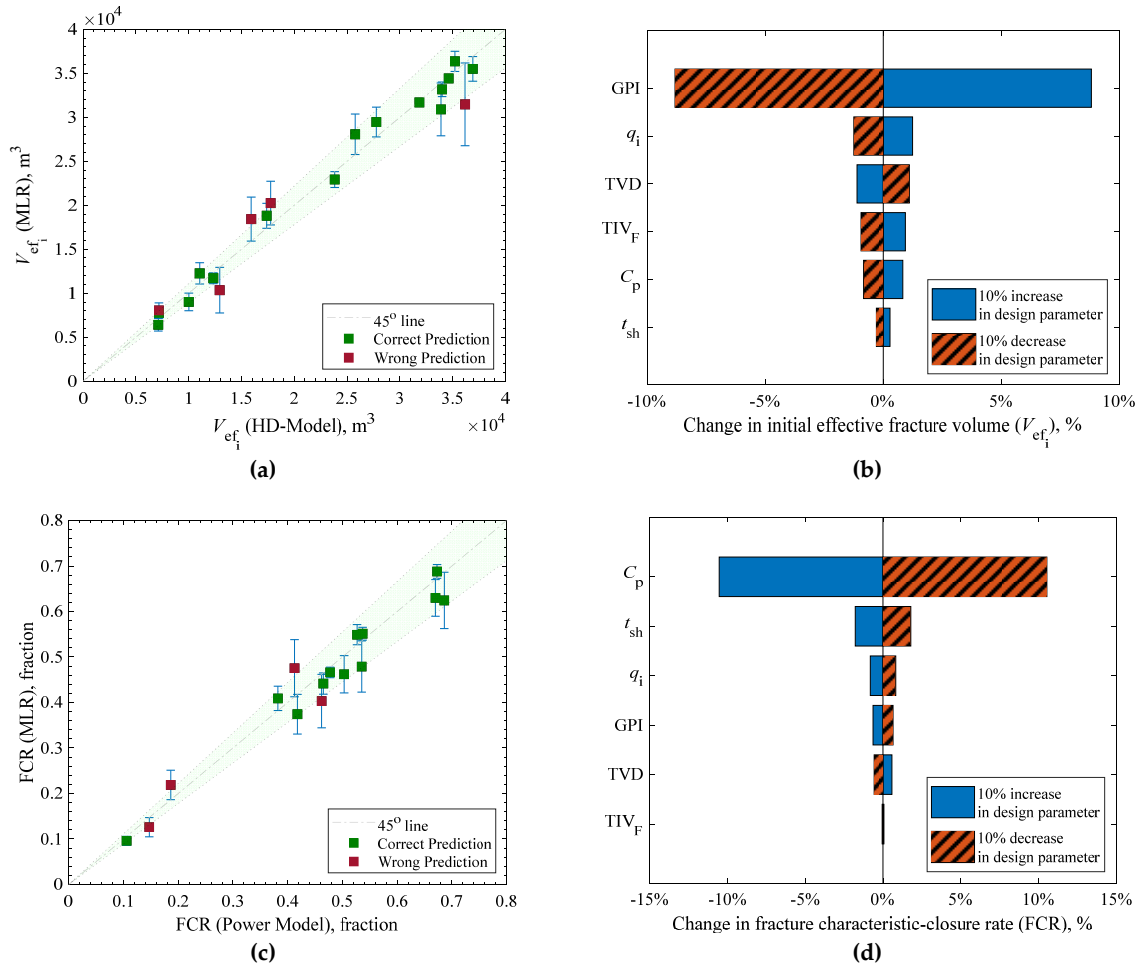 ×10⁴
4
3.5
3
2.5
2
1.5
1
0.5
0
V_ef_i (MLR), m³
0 0.5 1 1.5 2 2.5 3 3.5 4
V_ef_i (HD-Model), m³ ×10⁴
45° line
Correct Prediction
Wrong Prediction
(a)
GPI
q_i
TVD
TIV_F
C_p
t_sh
10% increase
in design parameter
10% decrease
in design parameter
-10% -5% 0% 5% 10%
Change in initial effective fracture volume (V_ef_i), %
(b)
0.8
0.7
0.6
0.5
0.4
0.3
0.2
0.1
0
FCR (MLR), fraction
0 0.1 0.2 0.3 0.4 0.5 0.6 0.7 0.8
FCR (Power Model), fraction
45° line
Correct Prediction
Wrong Prediction
(c)
C_p
t_sh
q_i
GPI
TVD
TIV_F
10% increase
in design parameter
10% decrease
in design parameter
-15% -10% -5% 0% 5% 10% 15%
Change in fracture characteristic-closure rate (FCR), %
(d)